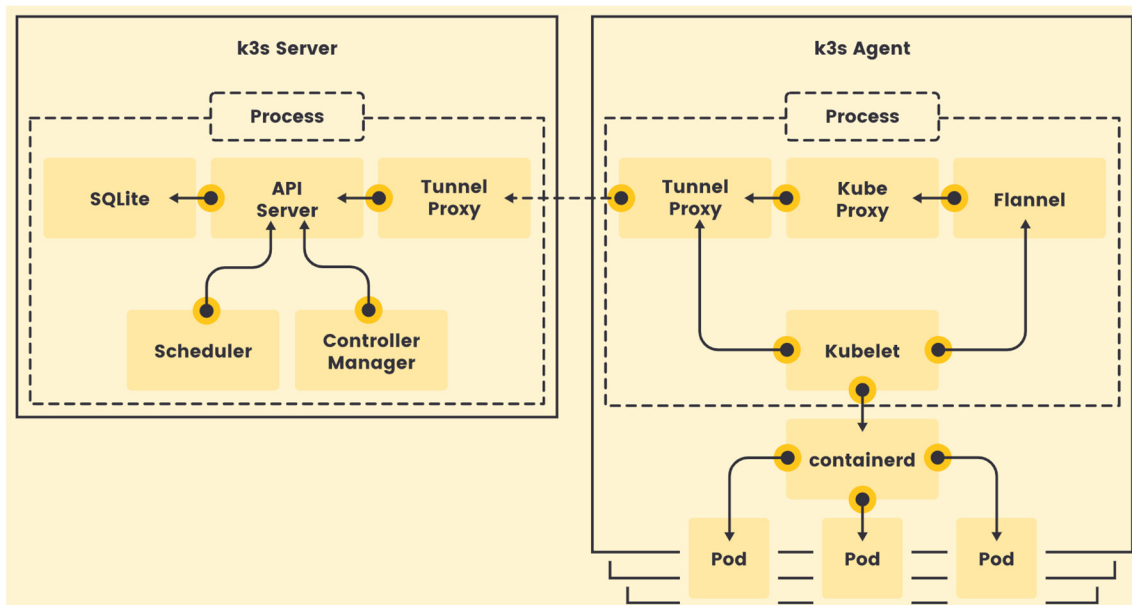 k3s Server
Process
SQLite
API
Server
Tunnel
Proxy
Scheduler
Controller
Manager
k3s Agent
Process
Tunnel
Proxy
Kube
Proxy
Flannel
Kubelet
containerd
Pod
Pod
Pod